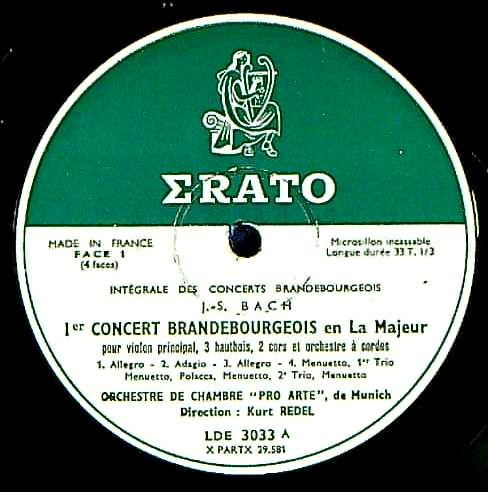 ΣRATO
MADE IN FRANCE
FACE 1
(4 faces)
Microsillon incassable
Longue durée 33 T. 1/3
INTÉGRALE DES CONCERTS BRANDEBOURGEOIS
J.-S. BACH
1er CONCERT BRANDEBOURGEOIS en La Majeur
pour violon principal, 3 hautbois, 2 cors et orchestre à cordes
1. Allegro - 2. Adagio - 3. Allegro - 4. Menuetto, 1er Trio
Menuetto, Polacca, Menuetto, 2e Trio, Menuetto
ORCHESTRE DE CHAMBRE "PRO ARTE", de Munich
Direction : Kurt REDEL
LDE 3033 A
X PARTX 29.581